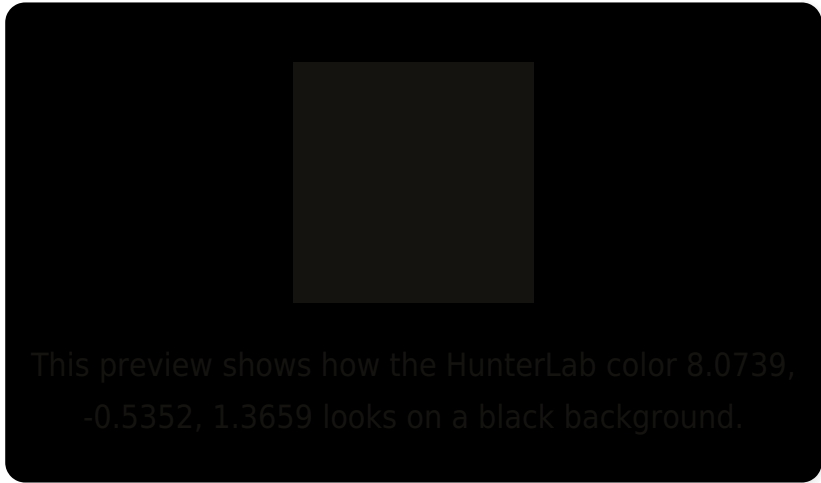 This preview shows how the HunterLab color 8.0739,
-0.5352, 1.3659 looks on a black background.